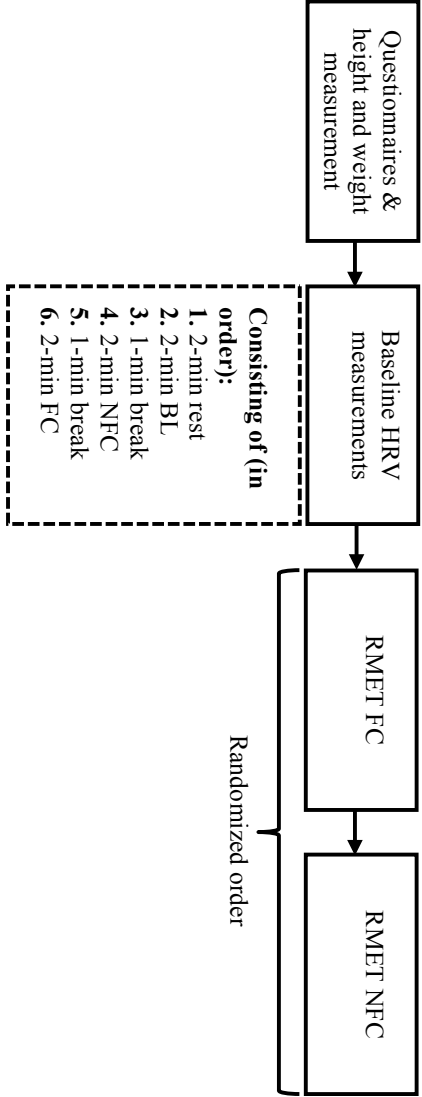 Questionnaires &
height and weight
measurement
Baseline HRV
measurements
Consisting of (in
order):
1. 2-min rest
2. 2-min BL
3. 1-min break
4. 2-min NFC
5. 1-min break
6. 2-min FC
RMET FC
RMET NFC
Randomized order